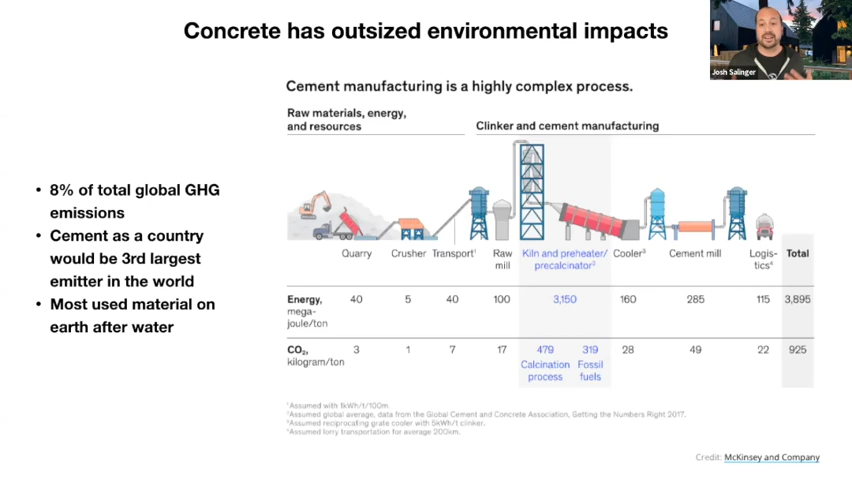 Concrete has outsized environmental impacts
Josh Salinger
Cement manufacturing is a highly complex process.
Raw materials, energy,
and resources
Clinker and cement manufacturing
• 8% of total global GHG
emissions
• Cement as a country
would be 3rd largest
emitter in the world
• Most used material on
earth after water
Quarry Crusher Transport¹ Raw
mill Kiln and preheater/
precalcinator² Cooler³ Cement mill Logis-
tics⁴ Total
Energy, 40 5 40 100 3,150 160 285 115 3,895
mega-
joule/ton
CO₂, 3 1 7 17 479 319 28 49 22 925
kilogram/ton
Calcination
process
Fossil
fuels
¹Assumed with 1kWh/t/100m.
²Assumed global average, data from the Global Cement and Concrete Association, Getting the Numbers Right 2017.
³Assumed reciprocating grate cooler with 5kWh/t clinker.
⁴Assumed lorry transportation for average 200km.
Credit: McKinsey and Company